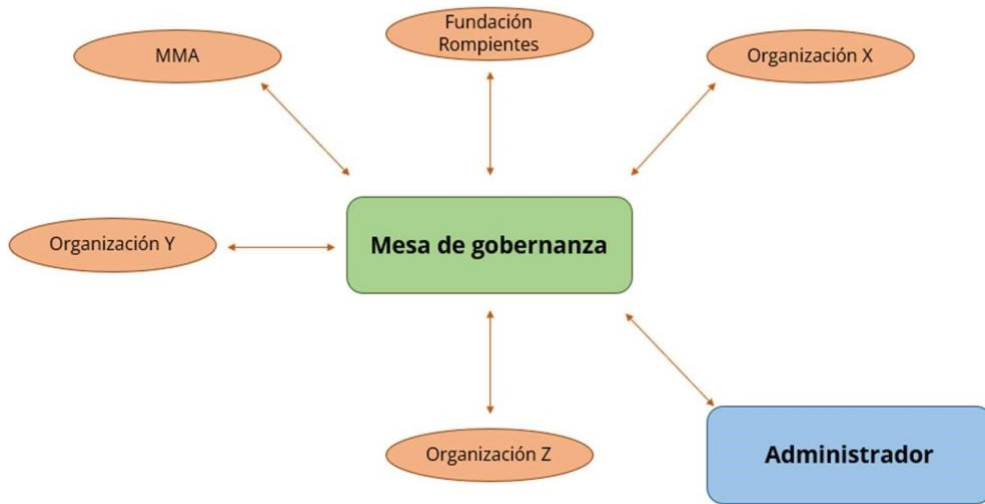 Fundación
Rompientes
MMA
Organización X
Organización Y
Mesa de gobernanza
Organización Z
Administrador